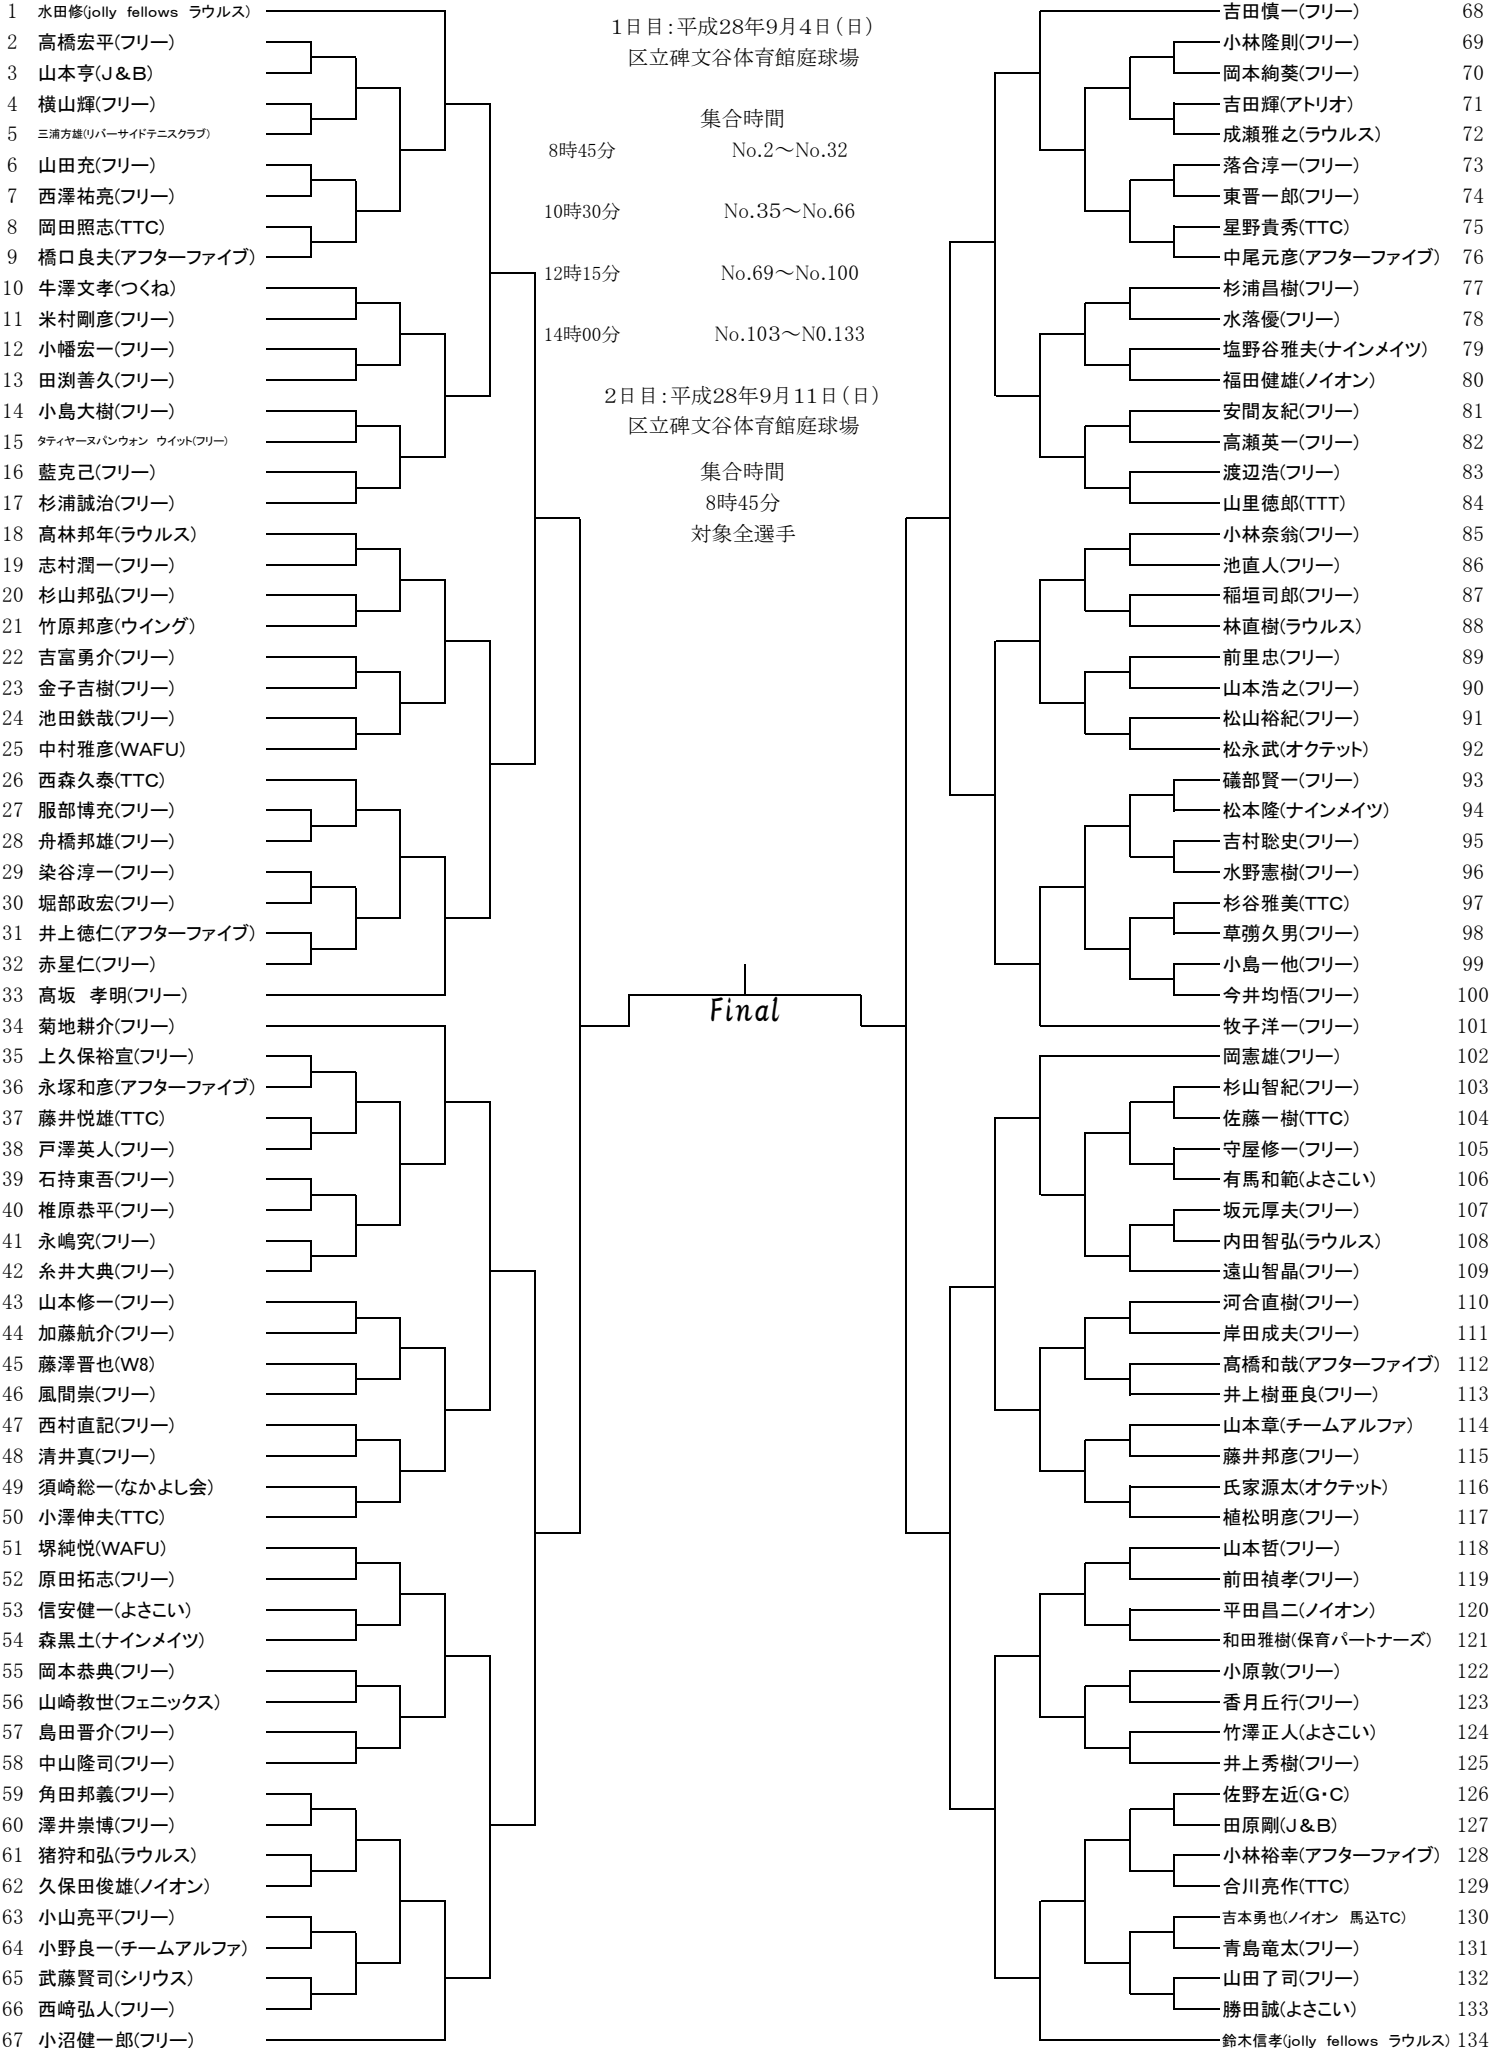 1 水田修(jolly fellows ラウルス)
2 高橋宏平(フリー)
3 山本亨(J&B)
4 横山輝(フリー)
5 三浦方雄(リバーサイドテニスクラブ)
6 山田充(フリー)
7 西澤祐亮(フリー)
8 岡田照志(TTC)
9 橋口良夫(アフターファイブ)
10 牛澤文孝(つくね)
11 米村剛彦(フリー)
12 小幡宏一(フリー)
13 田渕善久(フリー)
14 小島大樹(フリー)
15 タティヤーヌパンウォン ウイット(フリー)
16 藍克己(フリー)
17 杉浦誠治(フリー)
18 髙林邦年(ラウルス)
19 志村潤一(フリー)
20 杉山邦弘(フリー)
21 竹原邦彦(ウイング)
22 吉富勇介(フリー)
23 金子吉樹(フリー)
24 池田鉄哉(フリー)
25 中村雅彦(WAFU)
26 西森久泰(TTC)
27 服部博充(フリー)
28 舟橋邦雄(フリー)
29 染谷淳一(フリー)
30 堀部政宏(フリー)
31 井上徳仁(アフターファイブ)
32 赤星仁(フリー)
33 髙坂 孝明(フリー)
34 菊地耕介(フリー)
35 上久保裕宣(フリー)
36 永塚和彦(アフターファイブ)
37 藤井悦雄(TTC)
38 戸澤英人(フリー)
39 石持東吾(フリー)
40 椎原恭平(フリー)
41 永嶋究(フリー)
42 糸井大典(フリー)
43 山本修一(フリー)
44 加藤航介(フリー)
45 藤澤晋也(W8)
46 風間崇(フリー)
47 西村直記(フリー)
48 清井真(フリー)
49 須崎総一(なかよし会)
50 小澤伸夫(TTC)
51 堺純悦(WAFU)
52 原田拓志(フリー)
53 信安健一(よさこい)
54 森黒土(ナインメイツ)
55 岡本恭典(フリー)
56 山崎教世(フェニックス)
57 島田晋介(フリー)
58 中山隆司(フリー)
59 角田邦義(フリー)
60 澤井崇博(フリー)
61 猪狩和弘(ラウルス)
62 久保田俊雄(ノイオン)
63 小山亮平(フリー)
64 小野良一(チームアルファ)
65 武藤賢司(シリウス)
66 西﨑弘人(フリー)
67 小沼健一郎(フリー)
1日目：平成28年9月4日（日）
区立碑文谷体育館庭球場
集合時間
8時45分 No.2～No.32
10時30分 No.35～No.66
12時15分 No.69～No.100
14時00分 No.103～N0.133
2日目：平成28年9月11日（日）
区立碑文谷体育館庭球場
集合時間
8時45分
対象全選手
Final
吉田慎一(フリー) 68
小林隆則(フリー) 69
岡本絢葵(フリー) 70
吉田輝(アトリオ) 71
成瀬雅之(ラウルス) 72
落合淳一(フリー) 73
東晋一郎(フリー) 74
星野貴秀(TTC) 75
中尾元彦(アフターファイブ) 76
杉浦昌樹(フリー) 77
水落優(フリー) 78
塩野谷雅夫(ナインメイツ) 79
福田健雄(ノイオン) 80
安間友紀(フリー) 81
高瀬英一(フリー) 82
渡辺浩(フリー) 83
山里徳郎(TTT) 84
小林奈翁(フリー) 85
池直人(フリー) 86
稲垣司郎(フリー) 87
林直樹(ラウルス) 88
前里忠(フリー) 89
山本浩之(フリー) 90
松山裕紀(フリー) 91
松永武(オクテット) 92
礒部賢一(フリー) 93
松本隆(ナインメイツ) 94
吉村聡史(フリー) 95
水野憲樹(フリー) 96
杉谷雅美(TTC) 97
草彅久男(フリー) 98
小島一他(フリー) 99
今井均悟(フリー) 100
牧子洋一(フリー) 101
岡憲雄(フリー) 102
杉山智紀(フリー) 103
佐藤一樹(TTC) 104
守屋修一(フリー) 105
有馬和範(よさこい) 106
坂元厚夫(フリー) 107
内田智弘(ラウルス) 108
遠山智晶(フリー) 109
河合直樹(フリー) 110
岸田成夫(フリー) 111
髙橋和哉(アフターファイブ) 112
井上樹亜良(フリー) 113
山本章(チームアルファ) 114
藤井邦彦(フリー) 115
氏家源太(オクテット) 116
植松明彦(フリー) 117
山本哲(フリー) 118
前田禎孝(フリー) 119
平田昌二(ノイオン) 120
和田雅樹(保育パートナーズ) 121
小原敦(フリー) 122
香月丘行(フリー) 123
竹澤正人(よさこい) 124
井上秀樹(フリー) 125
佐野左近(G・C) 126
田原剛(J&B) 127
小林裕幸(アフターファイブ) 128
合川亮作(TTC) 129
吉本勇也(ノイオン 馬込TC) 130
青島竜太(フリー) 131
山田了司(フリー) 132
勝田誠(よさこい) 133
鈴木信孝(jolly fellows ラウルス) 134